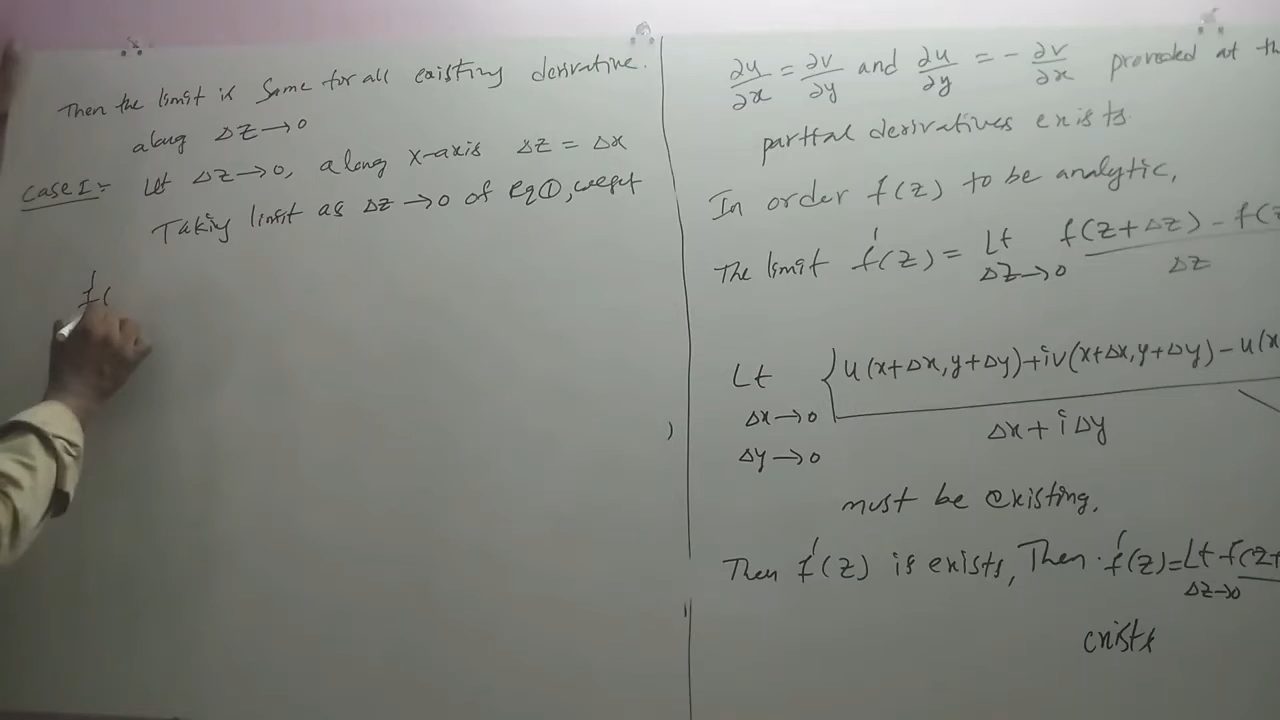 Then the limit is same for all existing derivative.
along Δz→0
Case I:- Let Δz→0, along x-axis Δz = Δx
Taking limit as Δz→0 of eq①, we get
f'(
∂u/∂x = ∂v/∂y and ∂u/∂y = - ∂v/∂x provided at th
partial derivatives exists
In order f(z) to be analytic,
The limit f'(z) = Lt Δz→0 f(z+Δz) - f(z / Δz
Lt Δx→0 Δy→0 { u(x+Δx, y+Δy)+iv(x+Δx, y+Δy) - u(x / Δx + iΔy
must be existing.
Then f'(z) is exists, Then f'(z) = Lt Δz→0 f(z+
exists